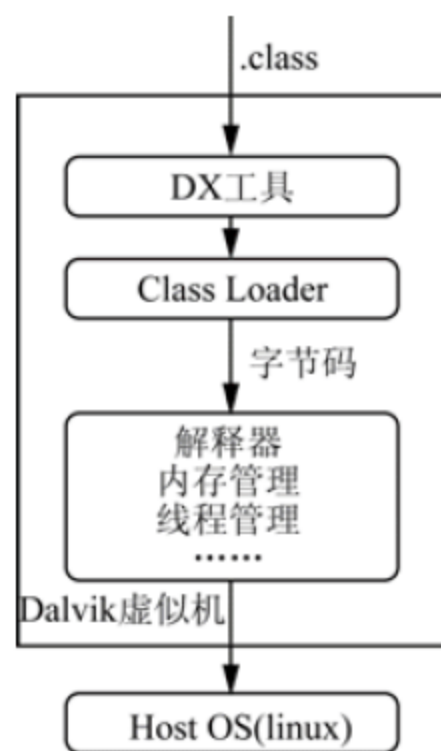 .class
DX工具
Class Loader
字节码
解释器
内存管理
线程管理
……
Dalvik虚似机
Host OS(linux)